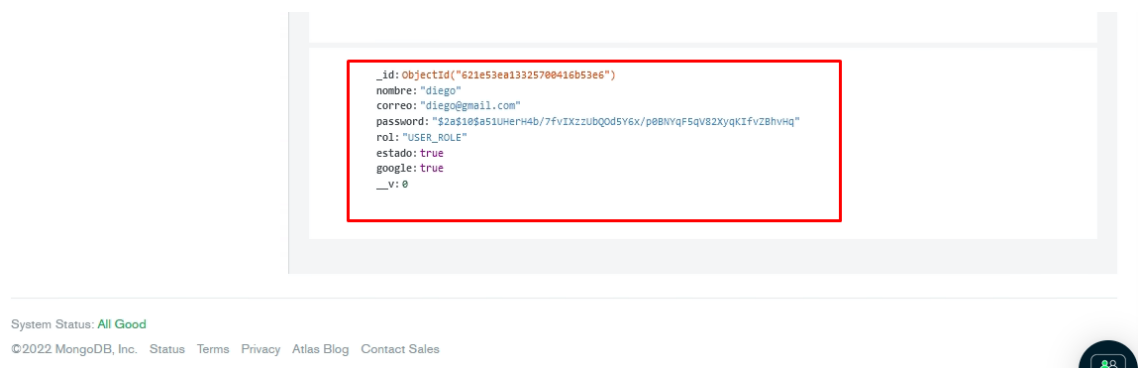 _id: ObjectId("621e53ea13325700416b53e6")
nombre: "diego"
correo: "diego@gmail.com"
password: "$2a$10$a51UHerH4b/7fvIXzzUbQOd5Y6x/p0BNYqF5qV82XyqKIfvZBhvHq"
rol: "USER_ROLE"
estado: true
google: true
__v: 0
System Status: All Good
©2022 MongoDB, Inc. Status Terms Privacy Atlas Blog Contact Sales